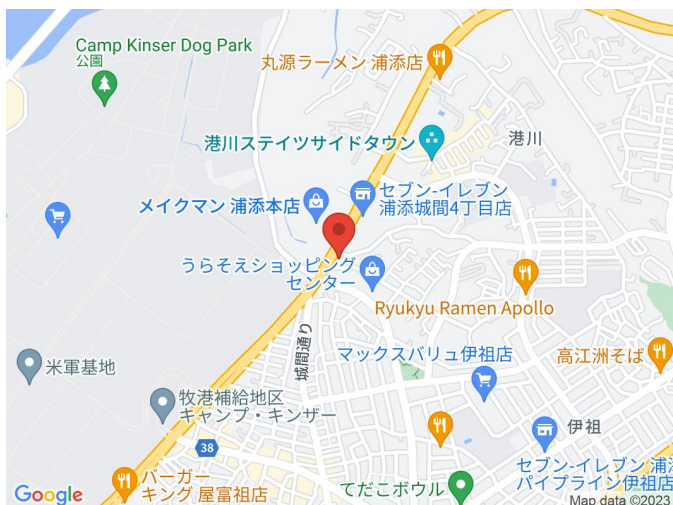 Camp Kinser Dog Park
公園
丸源ラーメン 浦添店
港川ステイツサイドタウン
港川
セブン-イレブン
浦添城間4丁目店
メイクマン 浦添本店
うらそえショッピング
センター
Ryukyu Ramen Apollo
城間通り
マックスバリュ伊祖店
高江洲そば
米軍基地
牧港補給地区
キャンプ・キンザー
伊祖
38
セブン-イレブン 浦添
パイプライン伊祖店
バーガー
キング 屋富祖店
てだこボウル
Google
Map data ©2023